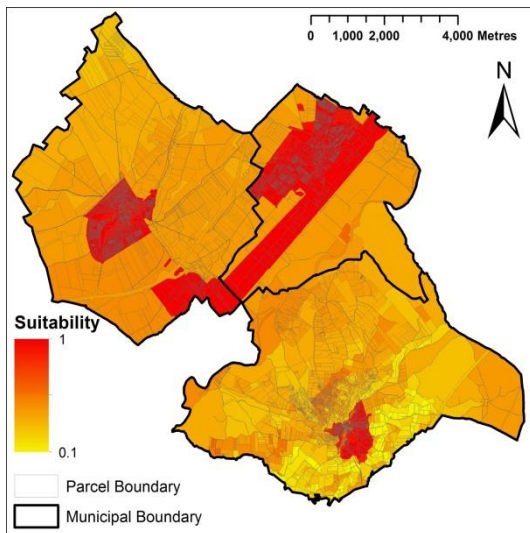 0 1,000 2,000 4,000 Metres
N
Suitability
1
0.1
Parcel Boundary
Municipal Boundary